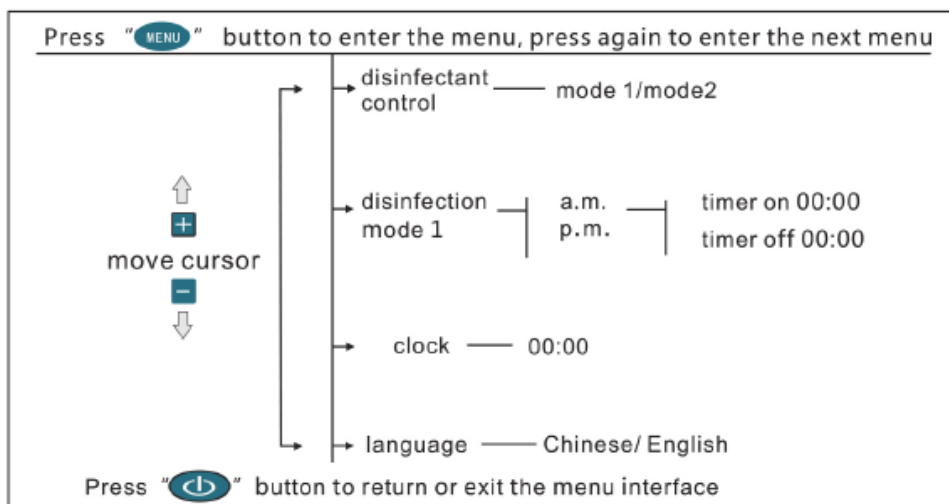 Press “MENU” button to enter the menu, press again to enter the next menu
disinfectant control
mode 1/mode2
disinfection mode 1
a.m.
p.m.
timer on 00:00
timer off 00:00
+
move cursor
−
clock
00:00
language
Chinese/ English
Press “ ” button to return or exit the menu interface